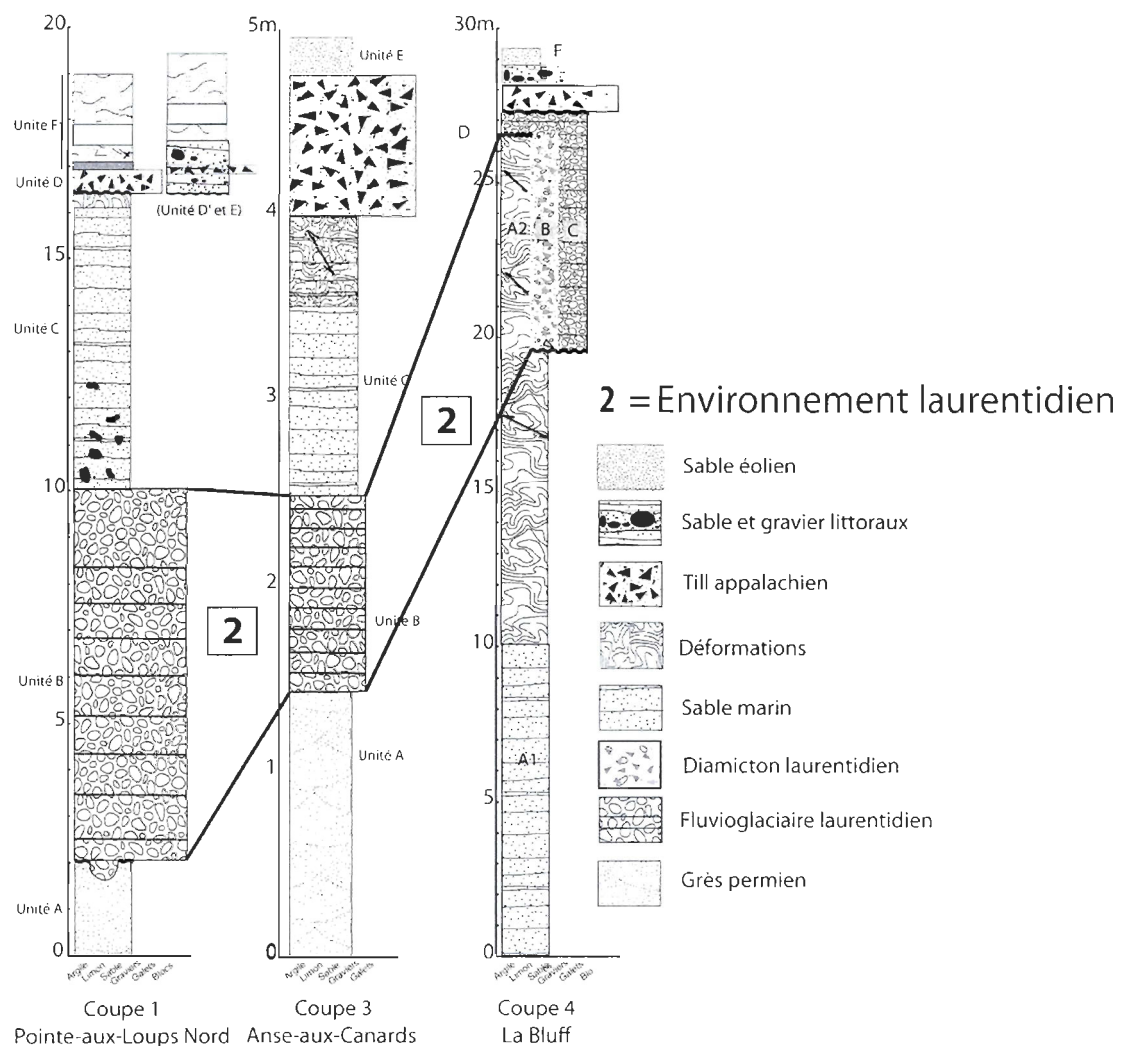 20
Unité F
Unité D
(Unité D' et E)
15
Unité C
10
Unité B
5
Unité A
0
Argile
Limon
Sable
Graviers
Galets
Blocs
Coupe 1
Pointe-aux-Loups Nord
2
5m
Unité E
4
3
Unité C
2
Unité B
1
Unité A
0
Argile
Limon
Sable
Graviers
Galets
Coupe 3
Anse-aux-Canards
2
30m
F
E
D
25
A2
B
C
20
15
10
A1
5
0
Argile
Limon
Graviers
Galets
Blo
Coupe 4
La Bluff
2 = Environnement laurentidien
Sable éolien
Sable et gravier littoraux
Till appalachien
Déformations
Sable marin
Diamicton laurentidien
Fluvioglaciaire laurentidien
Grès permien